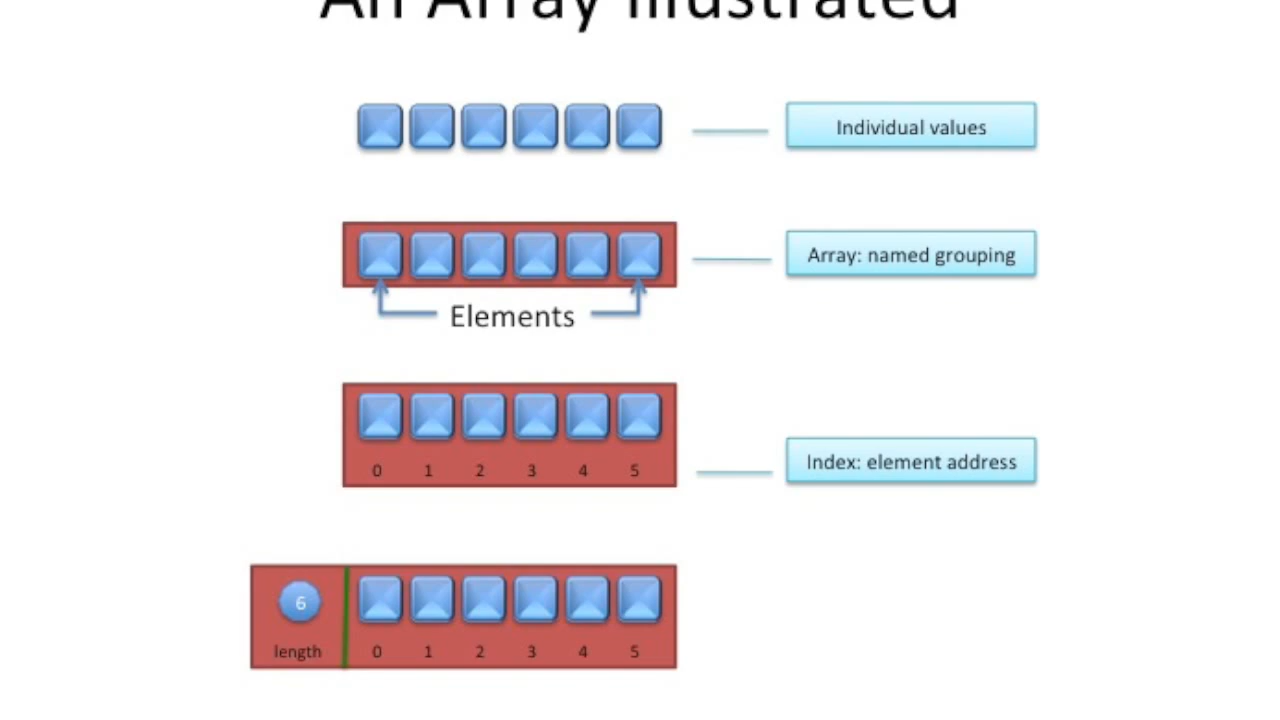 An Array Illustrated
Individual values
Array: named grouping
Elements
0 1 2 3 4 5
Index: element address
6
length 0 1 2 3 4 5